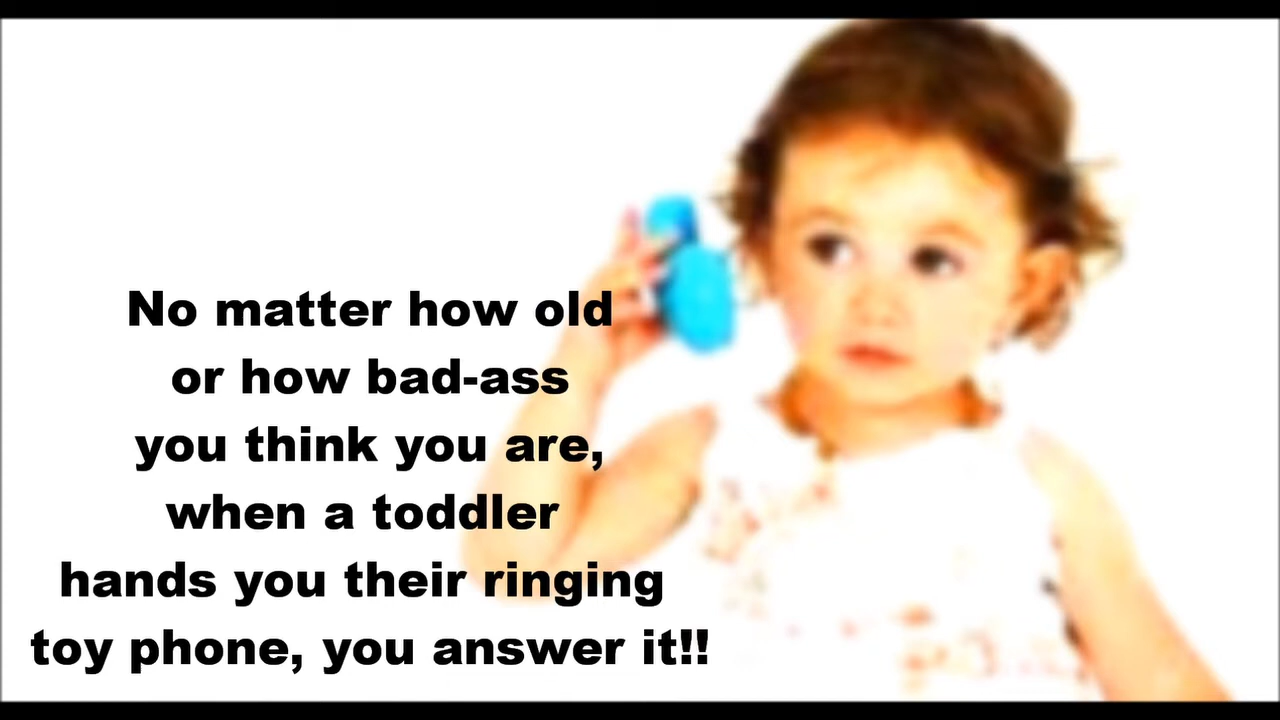 No matter how old
or how bad-ass
you think you are,
when a toddler
hands you their ringing
toy phone, you answer it!!